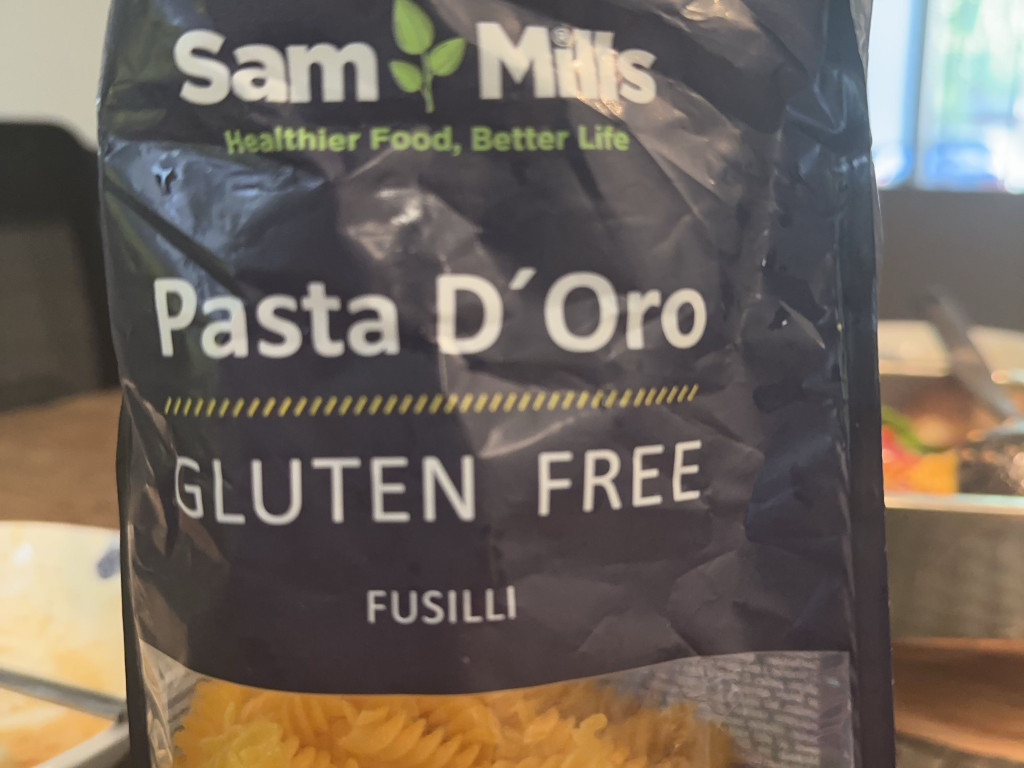 Sam Mills®
Healthier Food, Better Life
Pasta D´Oro
GLUTEN FREE
FUSILLI